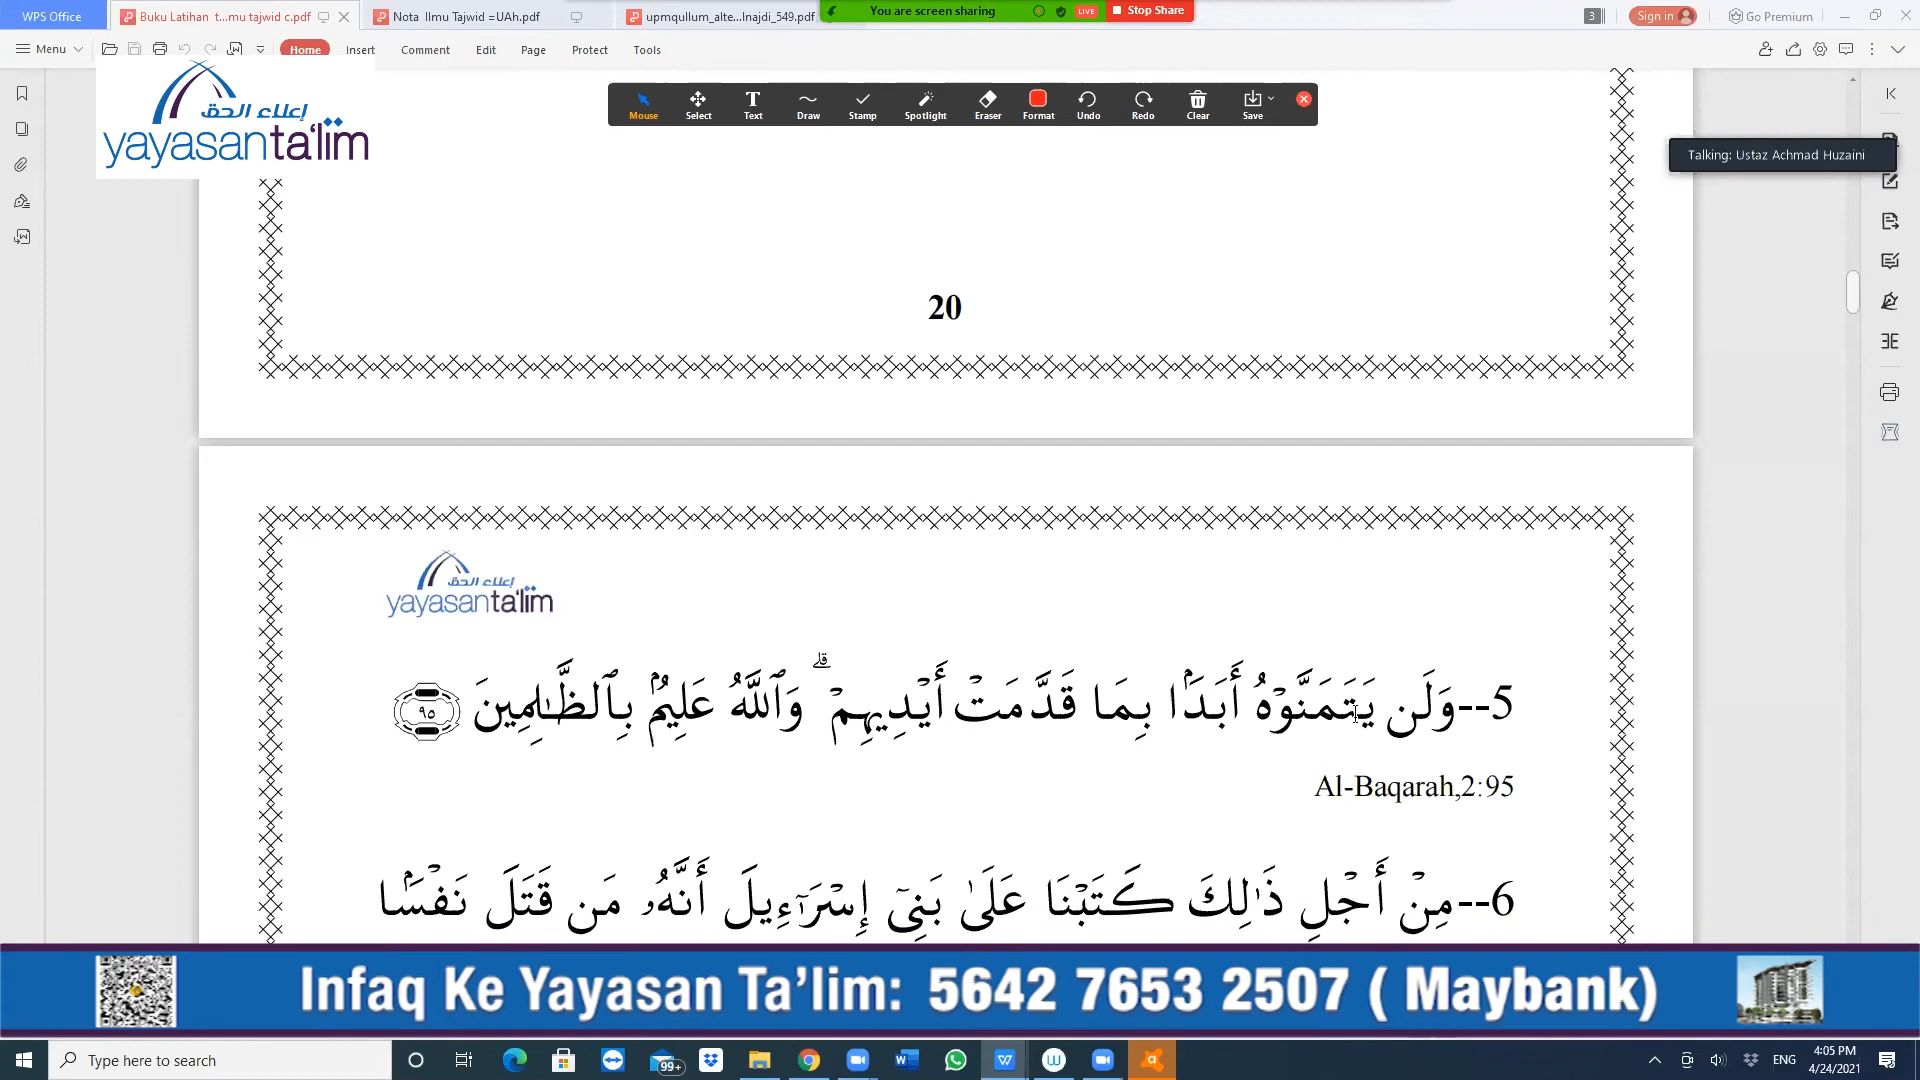 WPS Office
Buku Latihan t...mu tajwid c.pdf
Nota Ilmu Tajwid =UAh.pdf
upmqullum_alte...lnajdi_549.pdf
You are screen sharing
LIVE
Stop Share
3
Sign in
Go Premium
Menu
Home
Insert
Comment
Edit
Page
Protect
Tools
إعلاء الحق
yayasanta'lim
Mouse
Select
Text
Draw
Stamp
Spotlight
Eraser
Format
Undo
Redo
Clear
Save
Talking: Ustaz Achmad Huzaini
20
إعلاء الحق
yayasanta'lim
5--وَلَن يَتَمَنَّوۡهُ أَبَدَۢا بِمَا قَدَّمَتۡ أَيۡدِيهِمۡۚ وَٱللَّهُ عَلِيمُۢ بِٱلظَّٰلِمِينَ ٩٥
Al-Baqarah,2:95
6--مِنۡ أَجۡلِ ذَٰلِكَ كَتَبۡنَا عَلَىٰ بَنِيٓ إِسۡرَٰٓءِيلَ أَنَّهُۥ مَن قَتَلَ نَفۡسَۢا
Infaq Ke Yayasan Ta'lim: 5642 7653 2507 ( Maybank)
Type here to search
99+
ENG
4:05 PM
4/24/2021